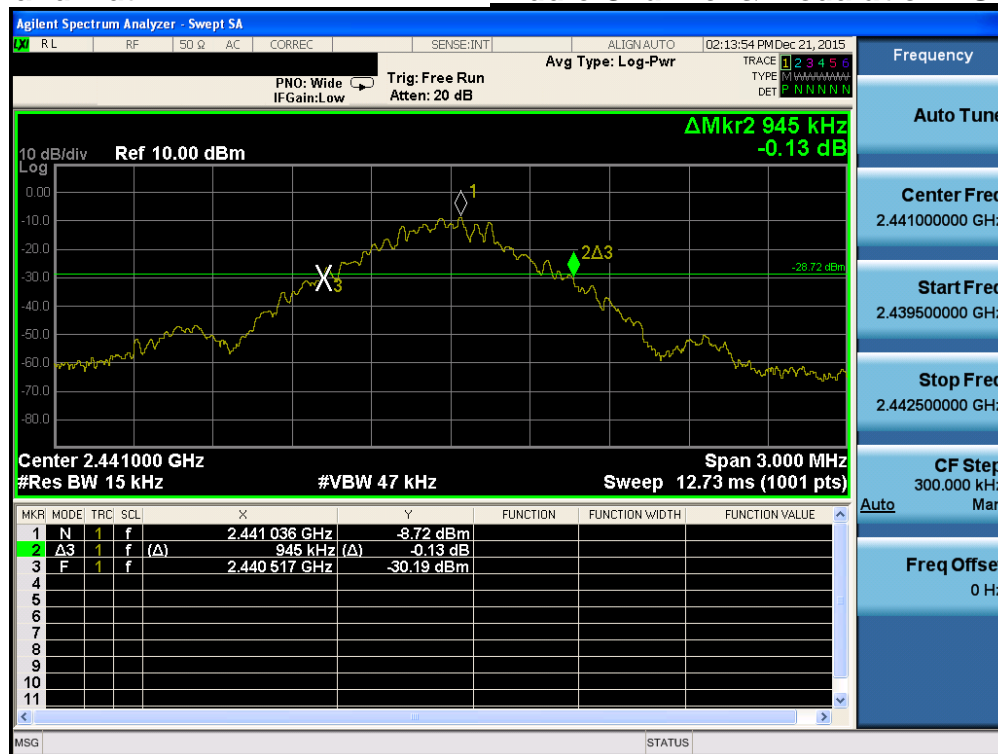 Agilent Spectrum Analyzer - Swept SA
LXI RL RF 50 Ω AC CORREC SENSE:INT ALIGN AUTO 02:13:54 PM Dec 21, 2015
Avg Type: Log-Pwr
TRACE 1 2 3 4 5 6
PNO: Wide Trig: Free Run
TYPE M WWWWW
IFGain:Low Atten: 20 dB
DET P N N N N N
ΔMkr2 945 kHz
10 dB/div Ref 10.00 dBm -0.13 dB
Log
0.00
-10.0
-20.0
-30.0
-40.0
-50.0
-60.0
-70.0
-80.0
1
2Δ3
3
-28.72 dBm
Center 2.441000 GHz Span 3.000 MHz
#Res BW 15 kHz #VBW 47 kHz Sweep 12.73 ms (1001 pts)
MKR MODE TRC SCL X Y FUNCTION FUNCTION WIDTH FUNCTION VALUE
1 N 1 f 2.441 036 GHz -8.72 dBm
2 Δ3 1 f (Δ) 945 kHz (Δ) -0.13 dB
3 F 1 f 2.440 517 GHz -30.19 dBm
4
5
6
7
8
9
10
11
MSG STATUS
Frequency
Auto Tune
Center Freq
2.441000000 GHz
Start Freq
2.439500000 GHz
Stop Freq
2.442500000 GHz
CF Step
300.000 kHz
Auto Man
Freq Offset
0 Hz